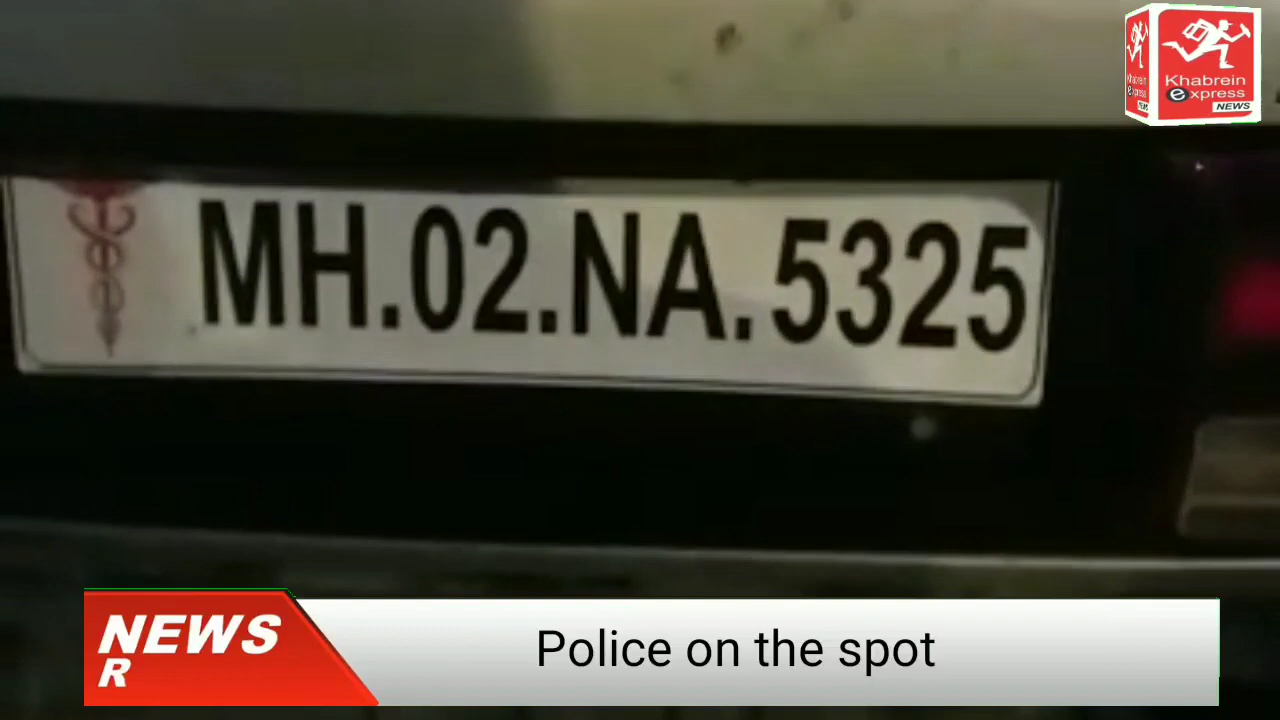 Khabrein
express
NEWS
MH.02.NA.5325
NEWS
R
Police on the spot